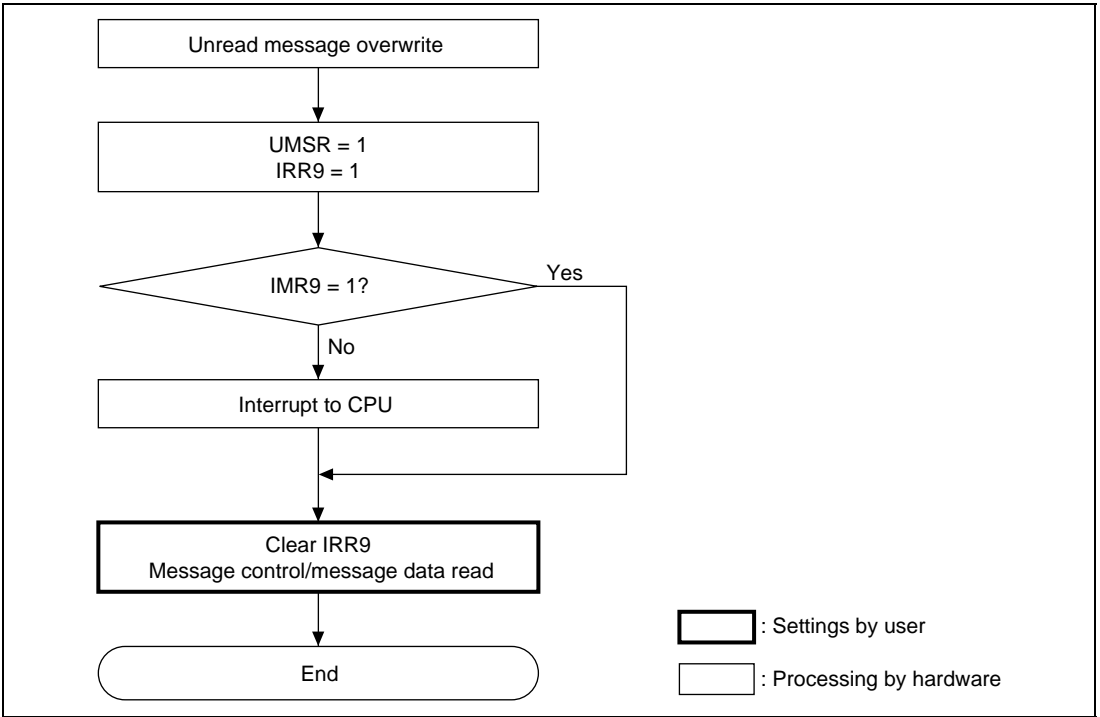 Unread message overwrite
UMSR = 1
IRR9 = 1
IMR9 = 1?
Yes
No
Interrupt to CPU
Clear IRR9
Message control/message data read
End
: Settings by user
: Processing by hardware